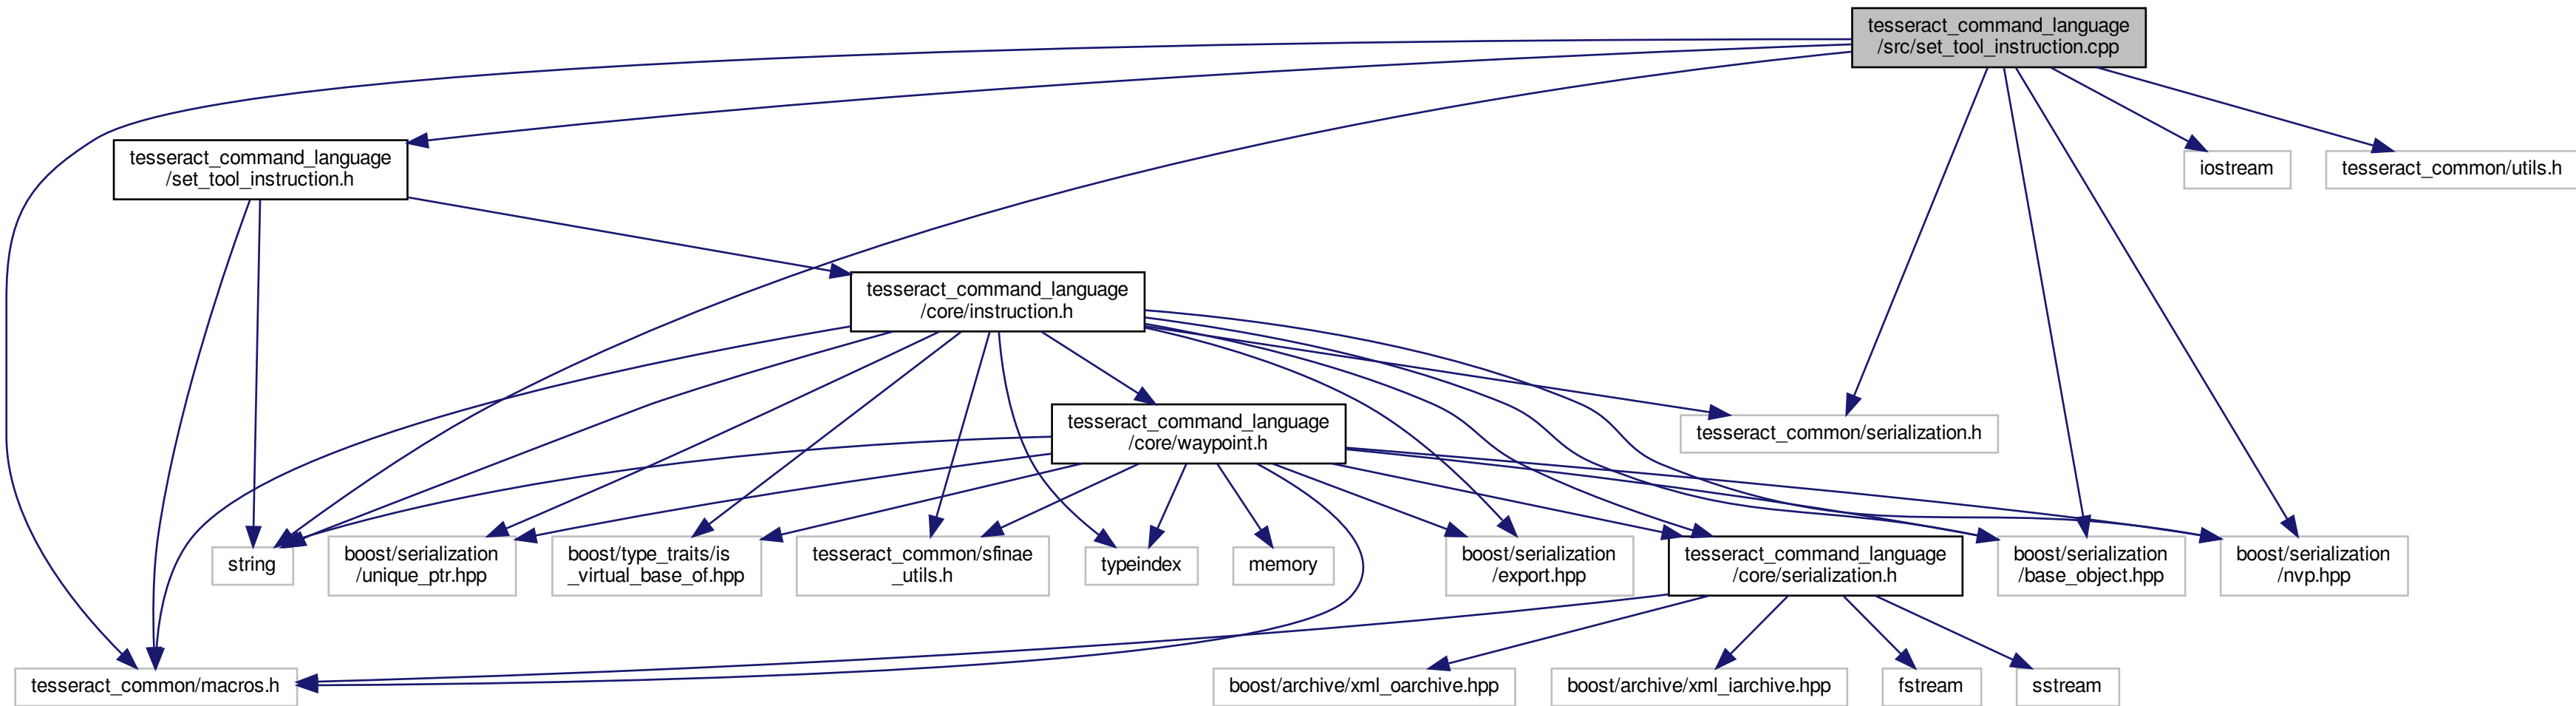 tesseract_command_language
/src/set_tool_instruction.cpp
tesseract_command_language
/set_tool_instruction.h
iostream
tesseract_common/utils.h
tesseract_command_language
/core/instruction.h
tesseract_command_language
/core/waypoint.h
tesseract_common/serialization.h
string
boost/serialization
/unique_ptr.hpp
boost/type_traits/is
_virtual_base_of.hpp
tesseract_common/sfinae
_utils.h
typeindex
memory
boost/serialization
/export.hpp
tesseract_command_language
/core/serialization.h
boost/serialization
/base_object.hpp
boost/serialization
/nvp.hpp
tesseract_common/macros.h
boost/archive/xml_oarchive.hpp
boost/archive/xml_iarchive.hpp
fstream
sstream